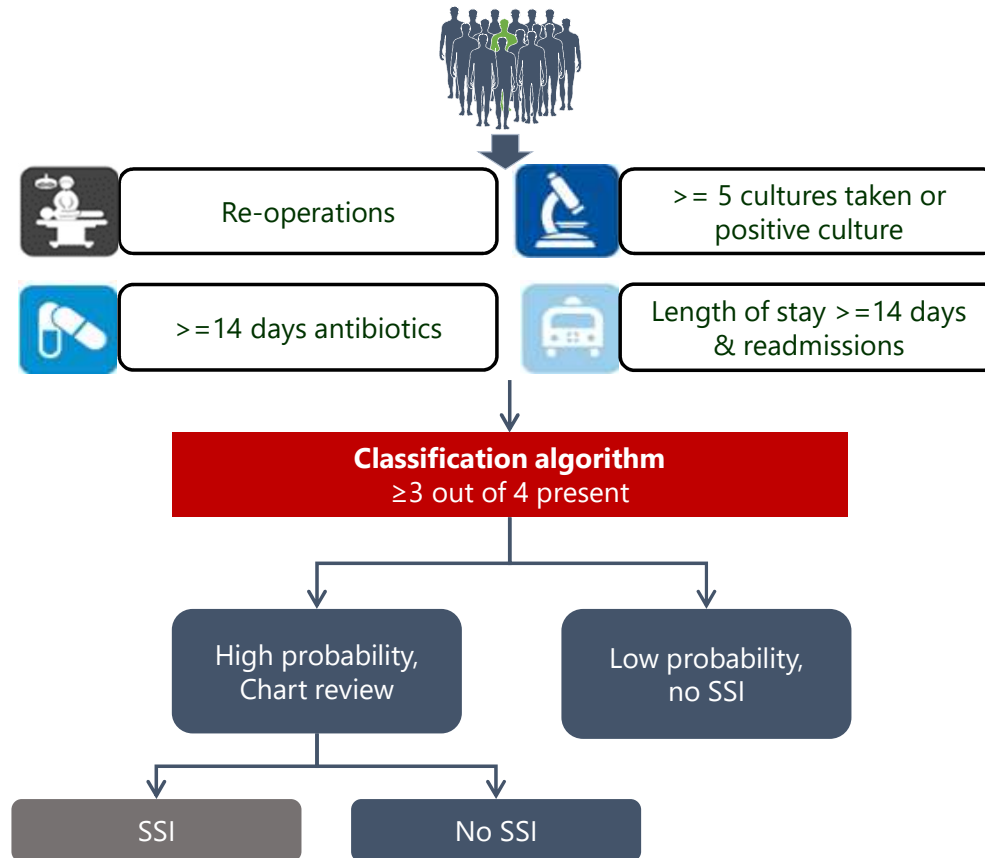 Re-operations
>= 5 cultures taken or
positive culture
>=14 days antibiotics
Length of stay >=14 days
& readmissions
Classification algorithm
≥3 out of 4 present
High probability,
Chart review
Low probability,
no SSI
SSI
No SSI